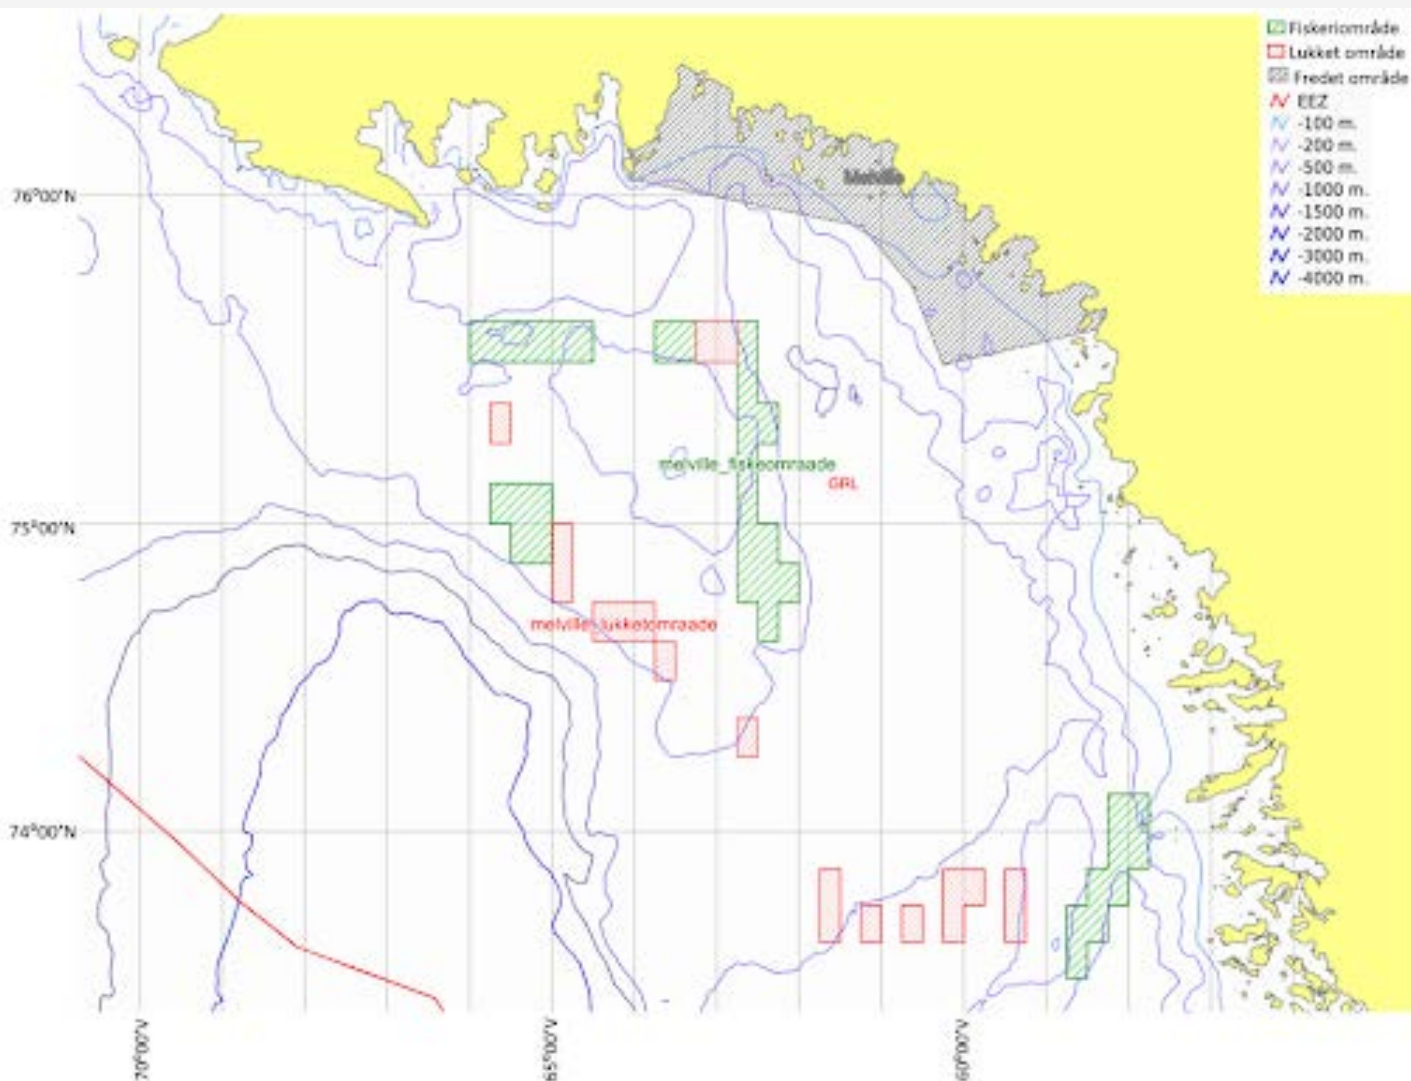 Fiskeriområde
Lukket område
Fredet område
EEZ
-100 m.
-200 m.
-500 m.
-1000 m.
-1500 m.
-2000 m.
-3000 m.
-4000 m.
Melville
76°00'N
melville_fiskeomraade
GRL
75°00'N
melville_lukketomraade
74°00'N
70°00'V
65°00'V
60°00'V